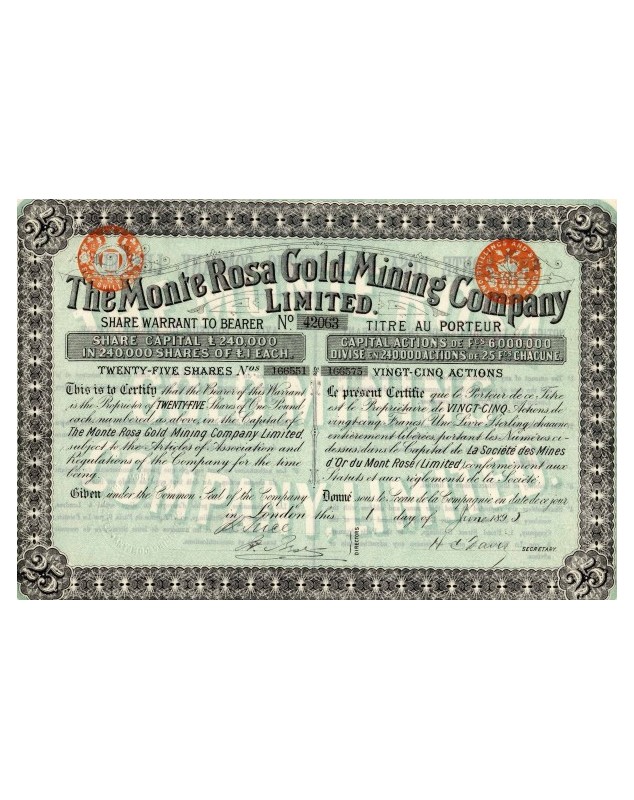 25 25
The Monte Rosa Gold Mining Company
LIMITED.
SHARE WARRANT TO BEARER No 42063 TITRE AU PORTEUR
SHARE CAPITAL £240,000
IN 240,000 SHARES OF £1 EACH.
CAPITAL ACTIONS DE Fcs 6.000.000
DIVISÉ EN 240.000 ACTIONS DE 25 Fcs CHACUNE.
TWENTY-FIVE SHARES Nos 166551 @ 166575 VINGT-CINQ ACTIONS
This is to Certify that the Bearer of this Warrant
is the Proprietor of TWENTY-FIVE Shares of One Pound
each, numbered as above, in the Capital of
The Monte Rosa Gold Mining Company Limited
subject to the Articles of Association and
Regulations of the Company for the time
being.
Given under the Common Seal of the Company
Le présent Certifie que le Porteur de ce Titre
est le Propriétaire de VINGT-CINQ Actions de
Vingt-cinq Francs Une Livre Sterling chacune
entièrement libérées portant les Numéros ci-
dessus dans le Capital de La Société des Mines
d'Or du Mont Rose (Limited) conformément aux
Statuts et aux règlements de la Société.
Donné sous le Sceau de la Compagnie en date de ce jour
in London this 1 day of June 189
DIRECTORS
H Davis SECRETARY
25 25